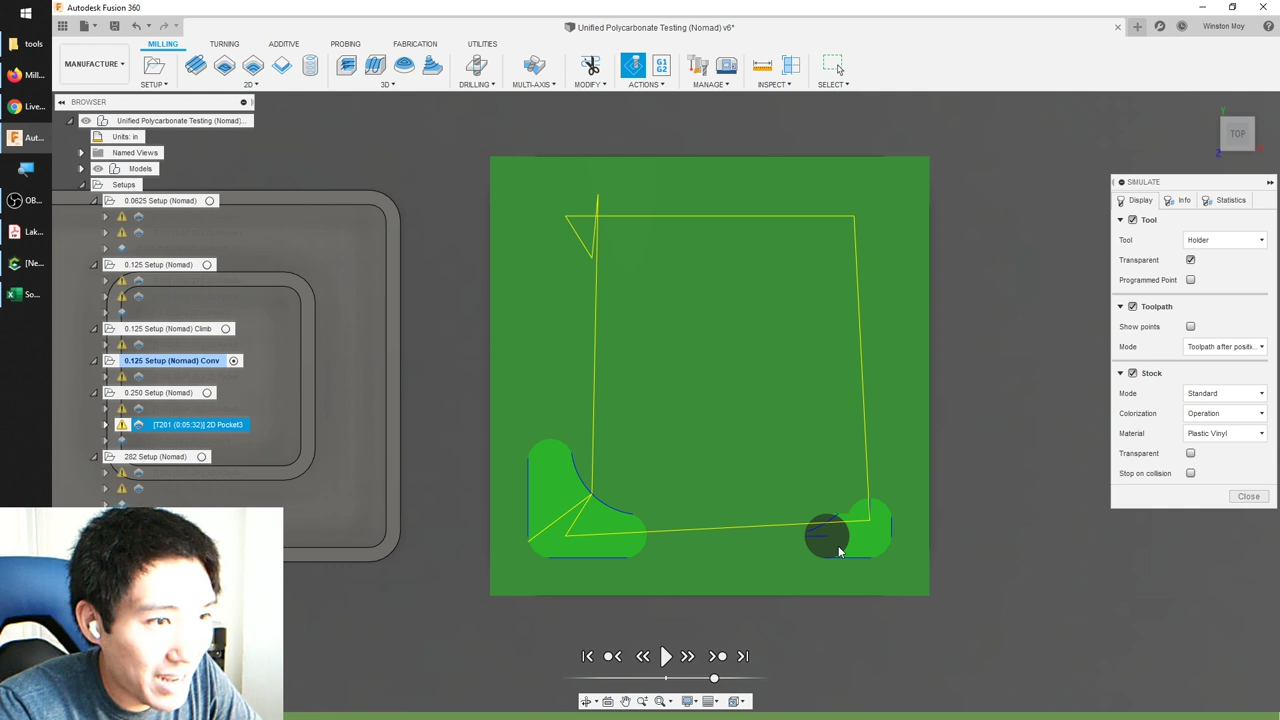 Autodesk Fusion 360
Unified Polycarbonate Testing (Nomad) v6*
Winston Moy
MILLING TURNING ADDITIVE PROBING FABRICATION UTILITIES
MANUFACTURE
SETUP 2D 3D DRILLING MULTI-AXIS MODIFY ACTIONS MANAGE INSPECT SELECT
G1
G2
tools
Mill...
Live...
Aut...
OB...
Lak...
[Ne...
So...
BROWSER
Unified Polycarbonate Testing (Nomad)...
Units: in
Named Views
Models
Setups
0.0625 Setup (Nomad)
0.125 Setup (Nomad)
0.125 Setup (Nomad) Climb
0.125 Setup (Nomad) Conv
0.250 Setup (Nomad)
[T201 (0:05:32)] 2D Pocket3
282 Setup (Nomad)
Y
TOP
X
Z
SIMULATE
Display Info Statistics
Tool
Tool Holder
Transparent
Programmed Point
Toolpath
Show points
Mode Toolpath after positi...
Stock
Mode Standard
Colorization Operation
Material Plastic Vinyl
Transparent
Stop on collision
Close